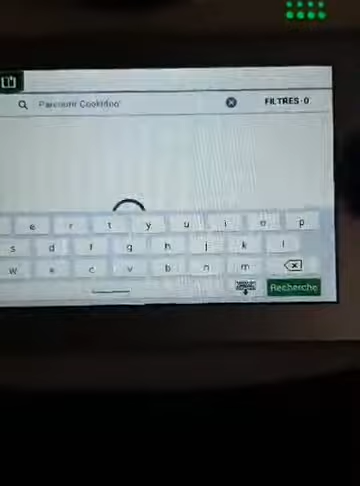 Parcourir Cookidoo® FILTRES·0
e r t y u i o p
s d f g h j k l
w x c v b n m
Recherche